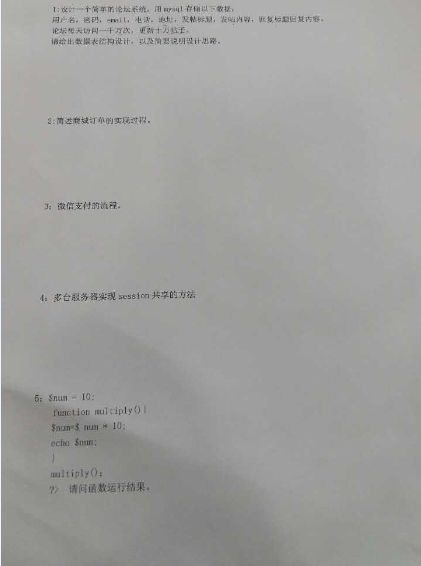 1:设计一个简单的论坛系统，用mysql存储以下数据，
用户名，密码，email，电话，地址，发帖标题，发帖内容，回复标题回复内容。
论坛每天访问一千万次，更新十万
请给出数据表结构设计，以及简要说明设计思路。
2:简述商城订单的实现过程。
3：微信支付的流程。
4：多台服务器实现session共享的方法
5：$num = 10;
function multiply(){
$num=$ num * 10;
echo $num;
}
multiply();
?> 请问函数运行结果。